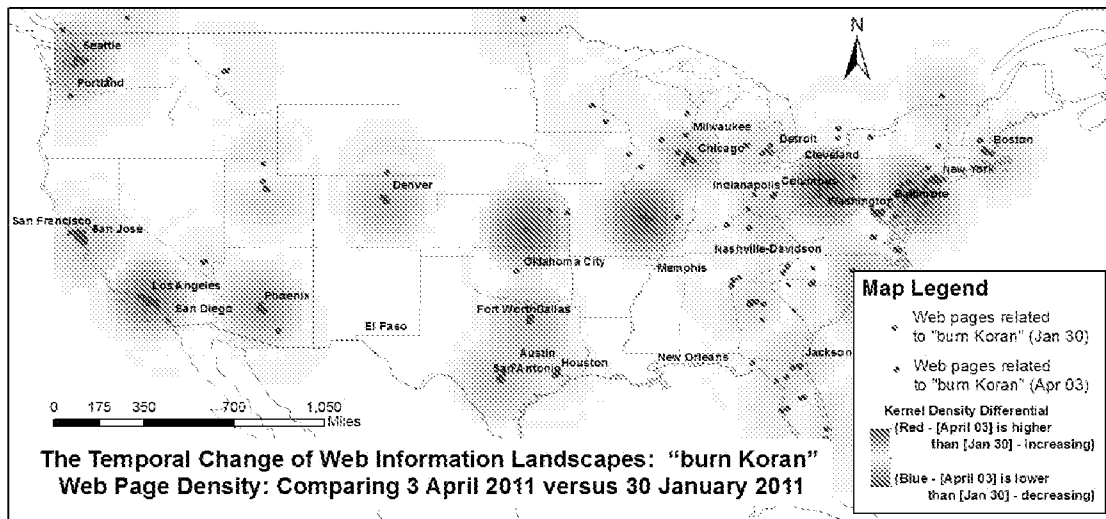 Seattle
Portland
Milwaukee
Chicago
Detroit
Boston
Cleveland
New York
Denver
Indianapolis
Columbus
Baltimore
Washington
San Francisco
San Jose
Nashville-Davidson
Oklahoma City
Memphis
Los Angeles
San Diego
Phoenix
Fort Worth
Dallas
El Paso
Austin
San Antonio
Houston
New Orleans
Jackson
N
Map Legend
Web pages related
to "burn Koran" (Jan 30)
Web pages related
to "burn Koran" (Apr 03)
Kernel Density Differential
(Red - [April 03] is higher
than [Jan 30] - increasing)
(Blue - [April 03] is lower
than [Jan 30] - decreasing)
0 175 350 700 1,050
Miles
The Temporal Change of Web Information Landscapes: “burn Koran”
Web Page Density: Comparing 3 April 2011 versus 30 January 2011